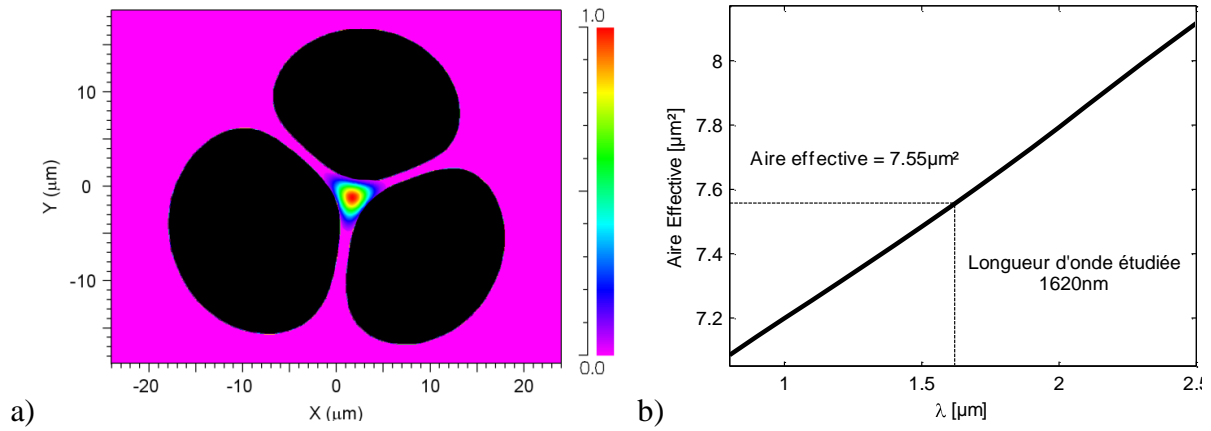 a)
1.0
0.0
10
0
-10
Y (μm)
-20 -10 0 10 20
X (μm)
b)
8
7.8
7.6
7.4
7.2
Aire Effective [μm²]
Aire effective = 7.55μm²
Longueur d'onde étudiée
1620nm
1 1.5 2 2.5
λ [μm]